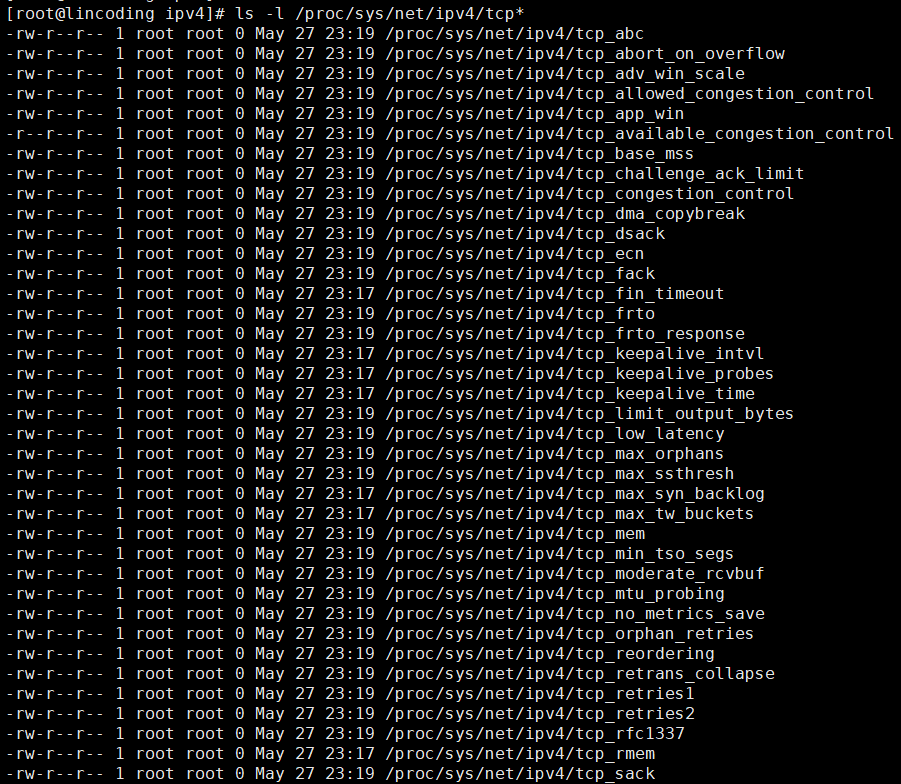 [root@lincoding ipv4]# ls -l /proc/sys/net/ipv4/tcp*
-rw-r--r-- 1 root root 0 May 27 23:19 /proc/sys/net/ipv4/tcp_abc
-rw-r--r-- 1 root root 0 May 27 23:19 /proc/sys/net/ipv4/tcp_abort_on_overflow
-rw-r--r-- 1 root root 0 May 27 23:19 /proc/sys/net/ipv4/tcp_adv_win_scale
-rw-r--r-- 1 root root 0 May 27 23:19 /proc/sys/net/ipv4/tcp_allowed_congestion_control
-rw-r--r-- 1 root root 0 May 27 23:19 /proc/sys/net/ipv4/tcp_app_win
-r--r--r-- 1 root root 0 May 27 23:19 /proc/sys/net/ipv4/tcp_available_congestion_control
-rw-r--r-- 1 root root 0 May 27 23:19 /proc/sys/net/ipv4/tcp_base_mss
-rw-r--r-- 1 root root 0 May 27 23:19 /proc/sys/net/ipv4/tcp_challenge_ack_limit
-rw-r--r-- 1 root root 0 May 27 23:19 /proc/sys/net/ipv4/tcp_congestion_control
-rw-r--r-- 1 root root 0 May 27 23:19 /proc/sys/net/ipv4/tcp_dma_copybreak
-rw-r--r-- 1 root root 0 May 27 23:19 /proc/sys/net/ipv4/tcp_dsack
-rw-r--r-- 1 root root 0 May 27 23:19 /proc/sys/net/ipv4/tcp_ecn
-rw-r--r-- 1 root root 0 May 27 23:19 /proc/sys/net/ipv4/tcp_fack
-rw-r--r-- 1 root root 0 May 27 23:17 /proc/sys/net/ipv4/tcp_fin_timeout
-rw-r--r-- 1 root root 0 May 27 23:19 /proc/sys/net/ipv4/tcp_frto
-rw-r--r-- 1 root root 0 May 27 23:19 /proc/sys/net/ipv4/tcp_frto_response
-rw-r--r-- 1 root root 0 May 27 23:17 /proc/sys/net/ipv4/tcp_keepalive_intvl
-rw-r--r-- 1 root root 0 May 27 23:17 /proc/sys/net/ipv4/tcp_keepalive_probes
-rw-r--r-- 1 root root 0 May 27 23:17 /proc/sys/net/ipv4/tcp_keepalive_time
-rw-r--r-- 1 root root 0 May 27 23:19 /proc/sys/net/ipv4/tcp_limit_output_bytes
-rw-r--r-- 1 root root 0 May 27 23:19 /proc/sys/net/ipv4/tcp_low_latency
-rw-r--r-- 1 root root 0 May 27 23:19 /proc/sys/net/ipv4/tcp_max_orphans
-rw-r--r-- 1 root root 0 May 27 23:19 /proc/sys/net/ipv4/tcp_max_ssthresh
-rw-r--r-- 1 root root 0 May 27 23:17 /proc/sys/net/ipv4/tcp_max_syn_backlog
-rw-r--r-- 1 root root 0 May 27 23:17 /proc/sys/net/ipv4/tcp_max_tw_buckets
-rw-r--r-- 1 root root 0 May 27 23:19 /proc/sys/net/ipv4/tcp_mem
-rw-r--r-- 1 root root 0 May 27 23:19 /proc/sys/net/ipv4/tcp_min_tso_segs
-rw-r--r-- 1 root root 0 May 27 23:19 /proc/sys/net/ipv4/tcp_moderate_rcvbuf
-rw-r--r-- 1 root root 0 May 27 23:19 /proc/sys/net/ipv4/tcp_mtu_probing
-rw-r--r-- 1 root root 0 May 27 23:19 /proc/sys/net/ipv4/tcp_no_metrics_save
-rw-r--r-- 1 root root 0 May 27 23:19 /proc/sys/net/ipv4/tcp_orphan_retries
-rw-r--r-- 1 root root 0 May 27 23:19 /proc/sys/net/ipv4/tcp_reordering
-rw-r--r-- 1 root root 0 May 27 23:19 /proc/sys/net/ipv4/tcp_retrans_collapse
-rw-r--r-- 1 root root 0 May 27 23:19 /proc/sys/net/ipv4/tcp_retries1
-rw-r--r-- 1 root root 0 May 27 23:19 /proc/sys/net/ipv4/tcp_retries2
-rw-r--r-- 1 root root 0 May 27 23:19 /proc/sys/net/ipv4/tcp_rfc1337
-rw-r--r-- 1 root root 0 May 27 23:17 /proc/sys/net/ipv4/tcp_rmem
-rw-r--r-- 1 root root 0 May 27 23:19 /proc/sys/net/ipv4/tcp_sack